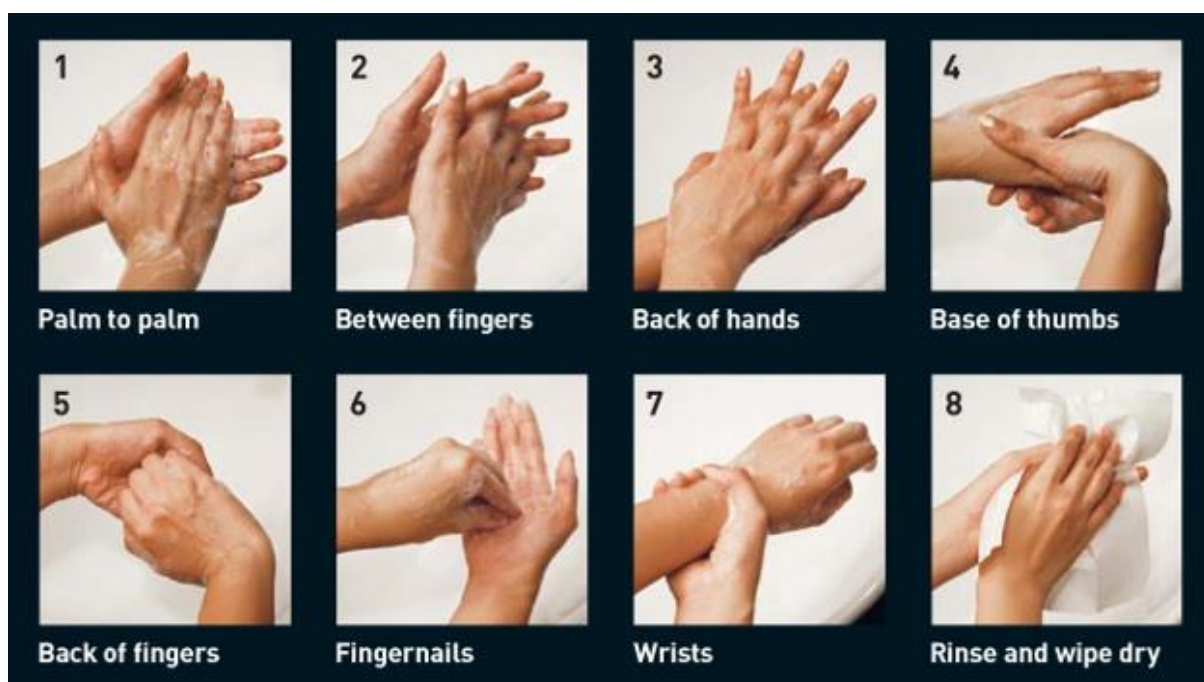 1
2
3
4
Palm to palm
Between fingers
Back of hands
Base of thumbs
5
6
7
8
Back of fingers
Fingernails
Wrists
Rinse and wipe dry